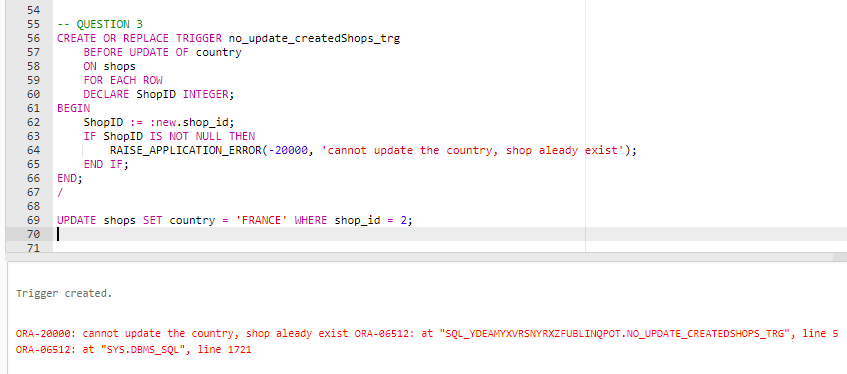 54
55 -- QUESTION 3
56 CREATE OR REPLACE TRIGGER no_update_createdShops_trg
57 BEFORE UPDATE OF country
58 ON shops
59 FOR EACH ROW
60 DECLARE ShopID INTEGER;
61 BEGIN
62 ShopID := :new.shop_id;
63 IF ShopID IS NOT NULL THEN
64 RAISE_APPLICATION_ERROR(-20000, 'cannot update the country, shop aleady exist');
65 END IF;
66 END;
67 /
68
69 UPDATE shops SET country = 'FRANCE' WHERE shop_id = 2;
70
71
Trigger created.
ORA-20000: cannot update the country, shop aleady exist ORA-06512: at "SQL_YDEAMYXVRSNYRXZFUBLINQPOT.NO_UPDATE_CREATEDSHOPS_TRG", line 5
ORA-06512: at "SYS.DBMS_SQL", line 1721